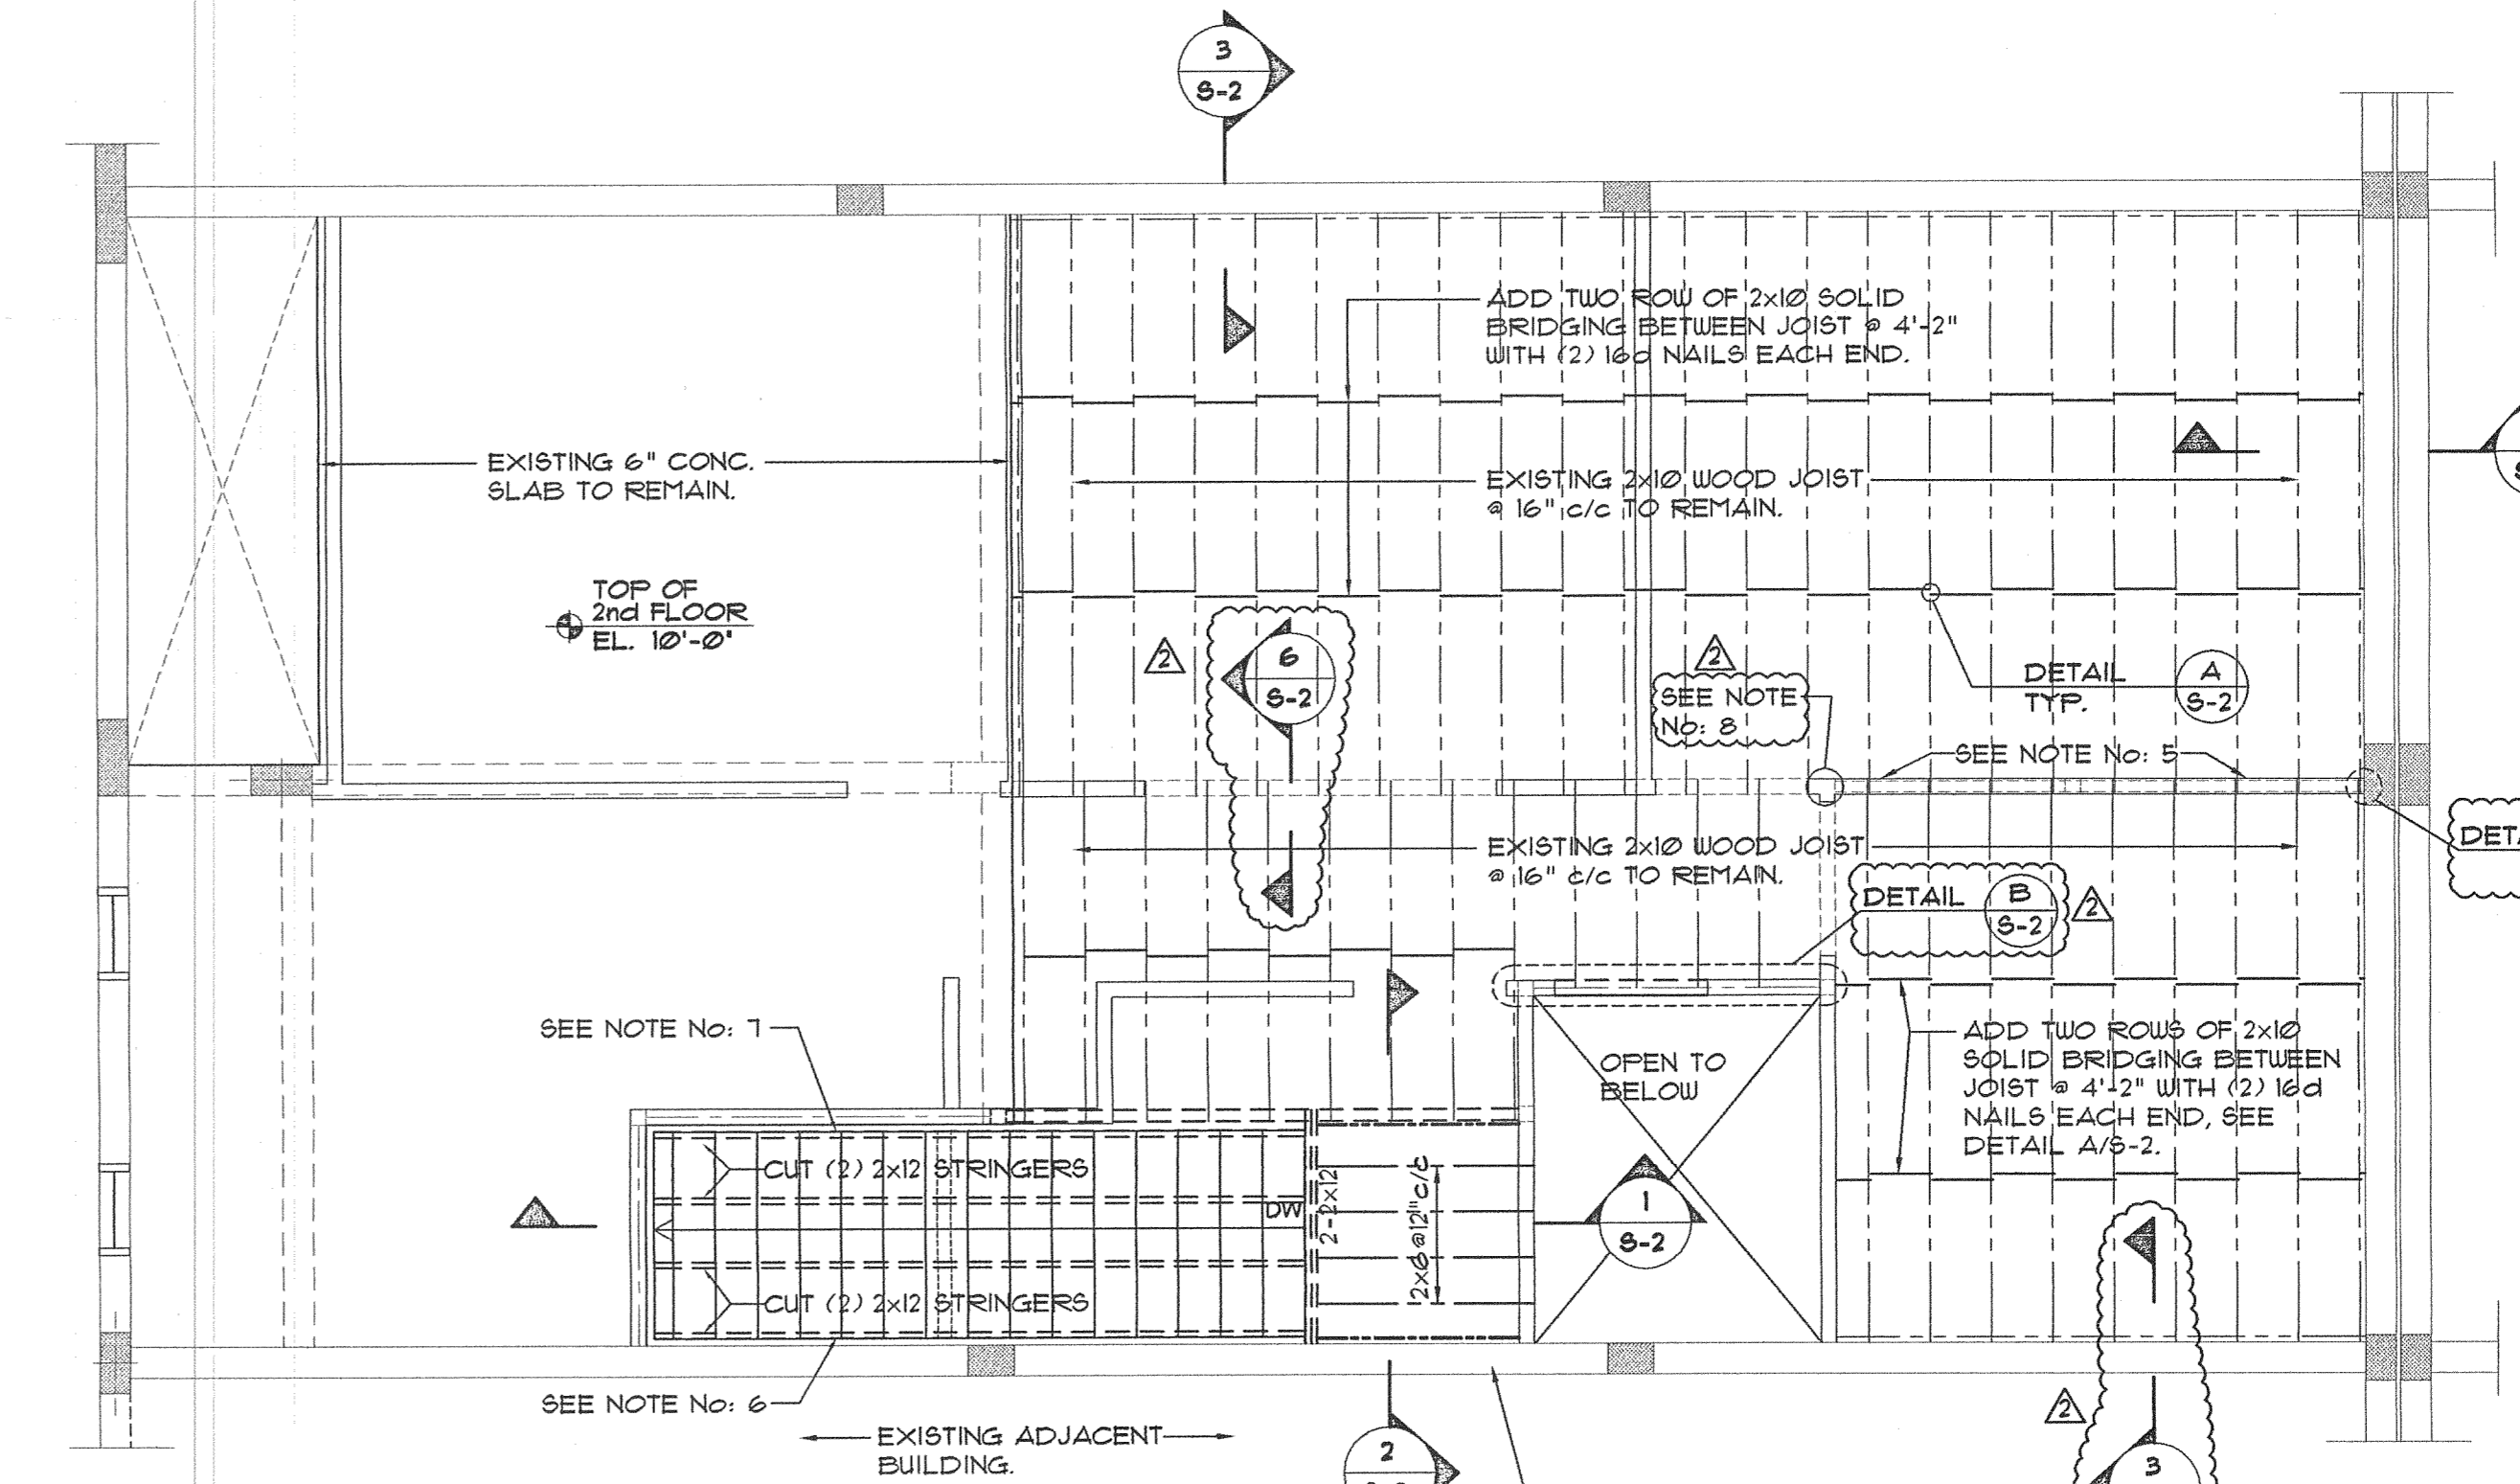 3
S-2
ADD TWO ROW OF 2x10 SOLID
BRIDGING BETWEEN JOIST @ 4'-2"
WITH (2) 16d NAILS EACH END.
EXISTING 6" CONC.
SLAB TO REMAIN.
EXISTING 2x10 WOOD JOIST
@ 16" c/c TO REMAIN.
TOP OF
2nd FLOOR
EL. 10'-0"
2
6
S-2
2
SEE NOTE
No: 8
DETAIL
TYP.
A
S-2
SEE NOTE No: 5
EXISTING 2x10 WOOD JOIST
@ 16" c/c TO REMAIN.
DETAIL
B
S-2
2
SEE NOTE No: 7
OPEN TO
BELOW
ADD TWO ROWS OF 2x10
SOLID BRIDGING BETWEEN
JOIST @ 4'-2" WITH (2) 16d
NAILS EACH END, SEE
DETAIL A/S-2.
CUT (2) 2x12 STRINGERS
DW
2-2x12
2x6@12"c/c
1
S-2
CUT (2) 2x12 STRINGERS
SEE NOTE No: 6
EXISTING ADJACENT
BUILDING.
2
2
3